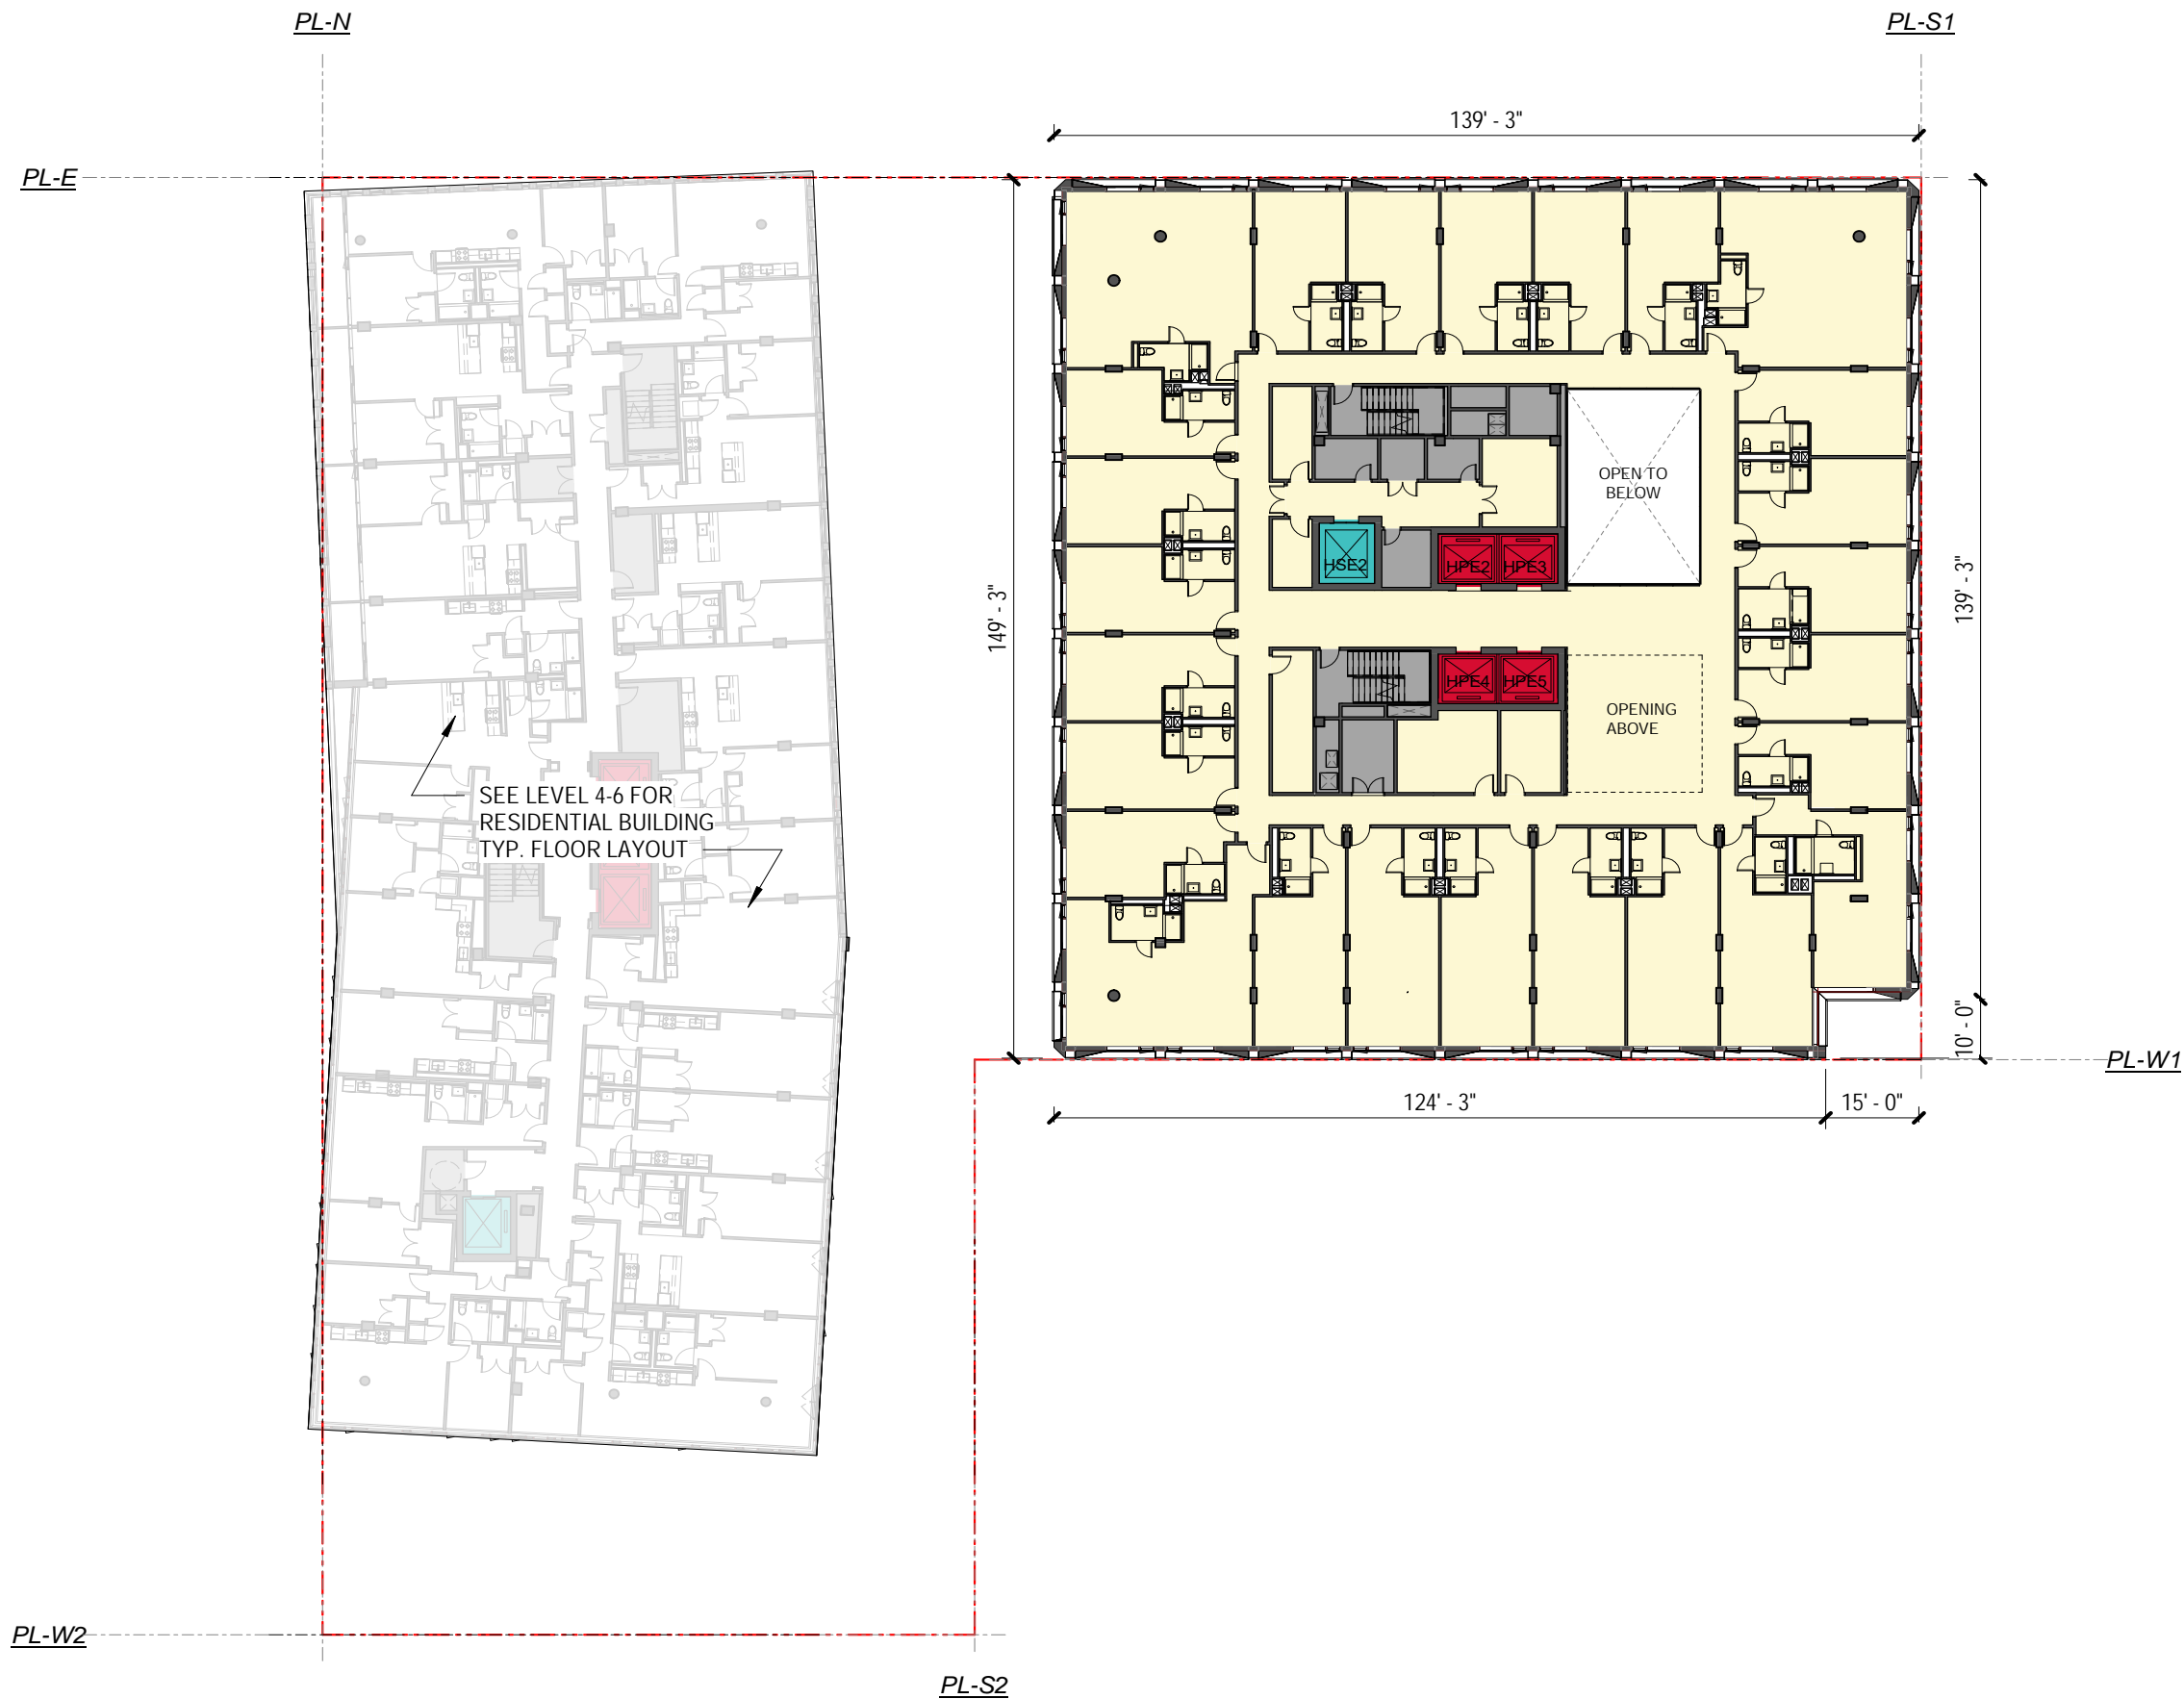 PL-N
PL-S1
139' - 3"
PL-E
OPEN TO
BELOW
HSE2
HPE2
HPE3
149' - 3"
139' - 3"
HPE4
HPE5
OPENING
ABOVE
SEE LEVEL 4-6 FOR
RESIDENTIAL BUILDING
TYP. FLOOR LAYOUT
10' - 0"
PL-W1
124' - 3"
15' - 0"
PL-W2
PL-S2